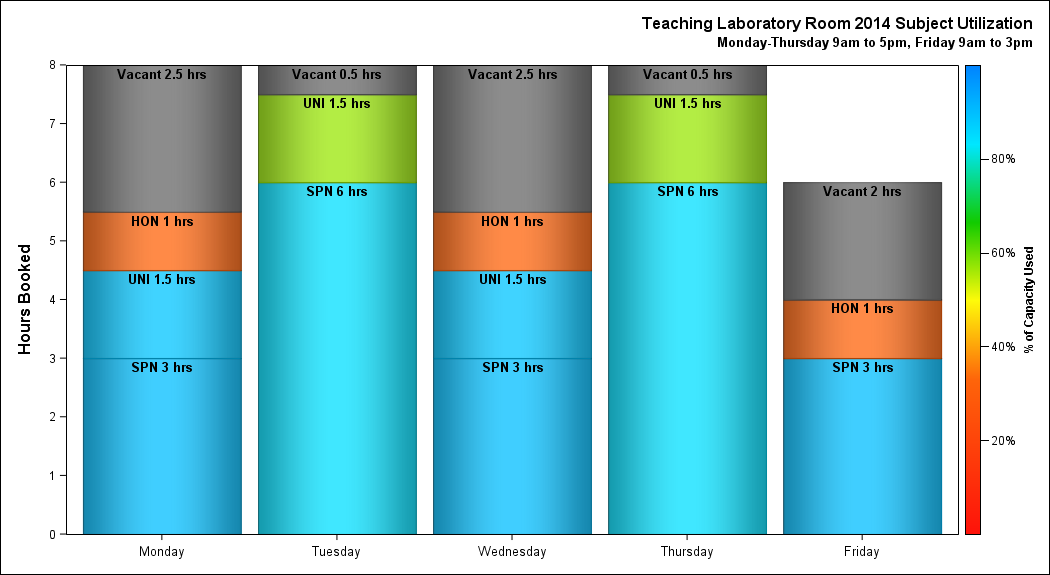 Teaching Laboratory Room 2014 Subject Utilization
Monday-Thursday 9am to 5pm, Friday 9am to 3pm
Hours Booked
8
7
6
5
4
3
2
1
0
Vacant 2.5 hrs
HON 1 hrs
UNI 1.5 hrs
SPN 3 hrs
Monday
Vacant 0.5 hrs
UNI 1.5 hrs
SPN 6 hrs
Tuesday
Vacant 2.5 hrs
HON 1 hrs
UNI 1.5 hrs
SPN 3 hrs
Wednesday
Vacant 0.5 hrs
UNI 1.5 hrs
SPN 6 hrs
Thursday
Vacant 2 hrs
HON 1 hrs
SPN 3 hrs
Friday
80%
60%
40%
20%
% of Capacity Used